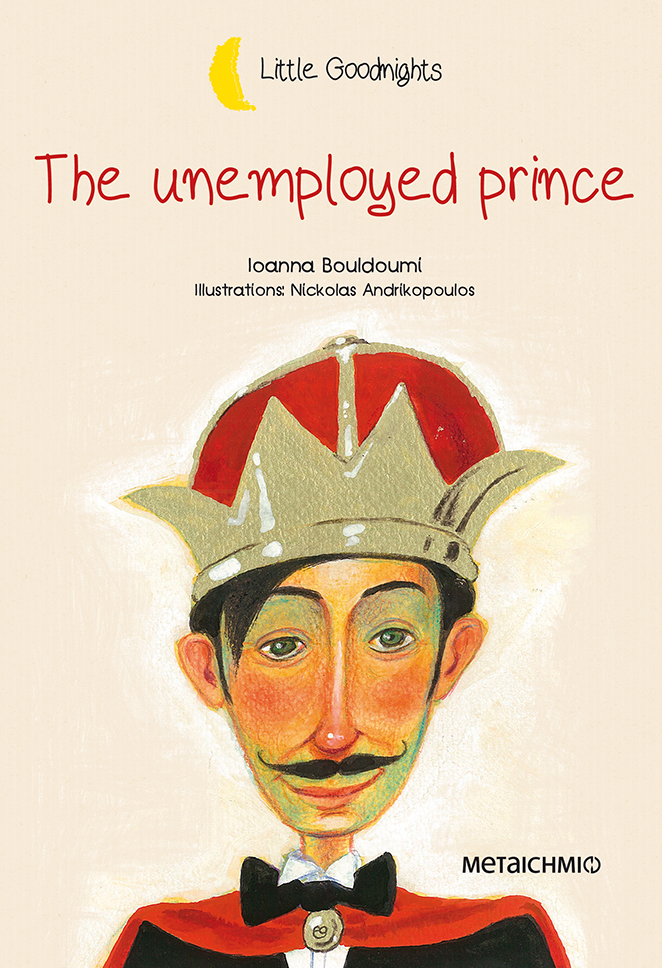 Little Goodnights
The unemployed prince
Ioanna Bouldoumi
Illustrations: Nickolas Andrikopoulos
METAICHMIO